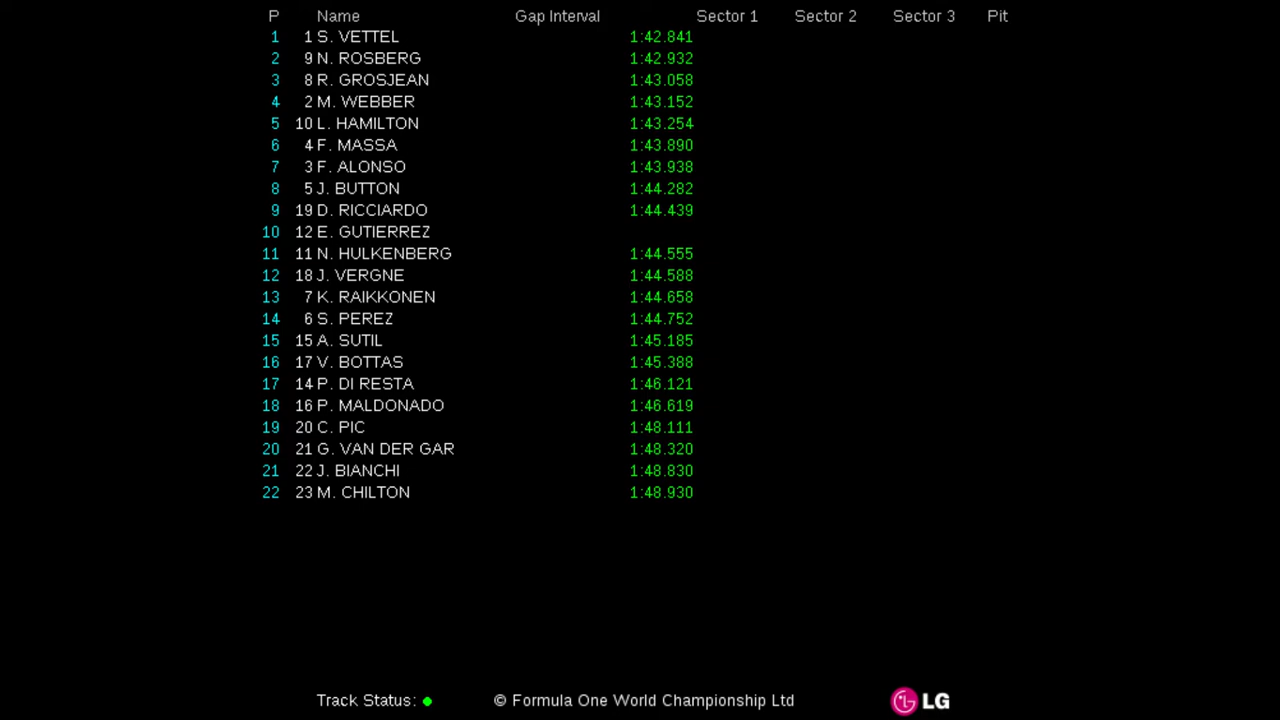 P Name Gap Interval Sector 1 Sector 2 Sector 3 Pit
1 1 S. VETTEL 1:42.841
2 9 N. ROSBERG 1:42.932
3 8 R. GROSJEAN 1:43.058
4 2 M. WEBBER 1:43.152
5 10 L. HAMILTON 1:43.254
6 4 F. MASSA 1:43.890
7 3 F. ALONSO 1:43.938
8 5 J. BUTTON 1:44.282
9 19 D. RICCIARDO 1:44.439
10 12 E. GUTIERREZ
11 11 N. HULKENBERG 1:44.555
12 18 J. VERGNE 1:44.588
13 7 K. RAIKKONEN 1:44.658
14 6 S. PEREZ 1:44.752
15 15 A. SUTIL 1:45.185
16 17 V. BOTTAS 1:45.388
17 14 P. DI RESTA 1:46.121
18 16 P. MALDONADO 1:46.619
19 20 C. PIC 1:48.111
20 21 G. VAN DER GAR 1:48.320
21 22 J. BIANCHI 1:48.830
22 23 M. CHILTON 1:48.930
Track Status: © Formula One World Championship Ltd LG